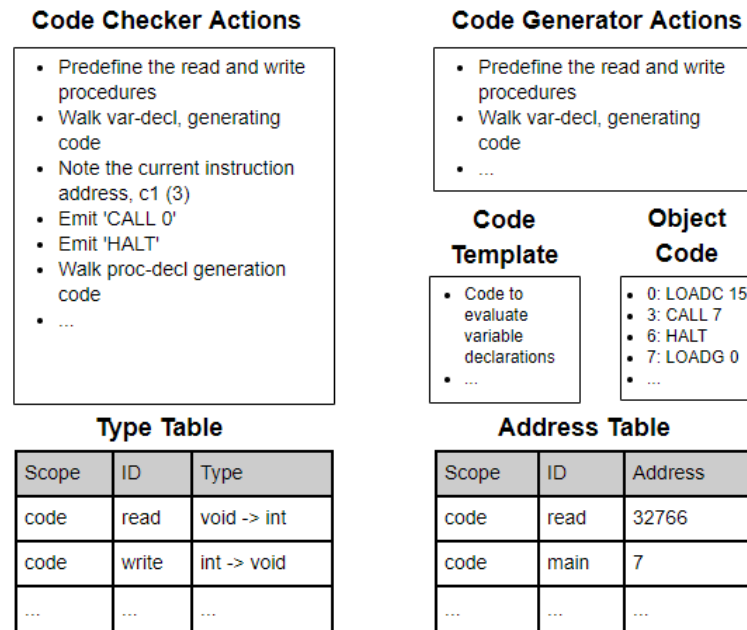 Code Checker Actions
• Predefine the read and write
procedures
• Walk var-decl, generating
code
• Note the current instruction
address, c1 (3)
• Emit 'CALL 0'
• Emit 'HALT'
• Walk proc-decl generation
code
• ...
Code Generator Actions
• Predefine the read and write
procedures
• Walk var-decl, generating
code
• ...
Code
Template
• Code to
evaluate
variable
declarations
• ...
Object
Code
• 0: LOADC 15
• 3: CALL 7
• 6: HALT
• 7: LOADG 0
• ...
Type Table
Scope ID Type
code read void -> int
code write int -> void
... ... ...
Address Table
Scope ID Address
code read 32766
code main 7
... ... ...